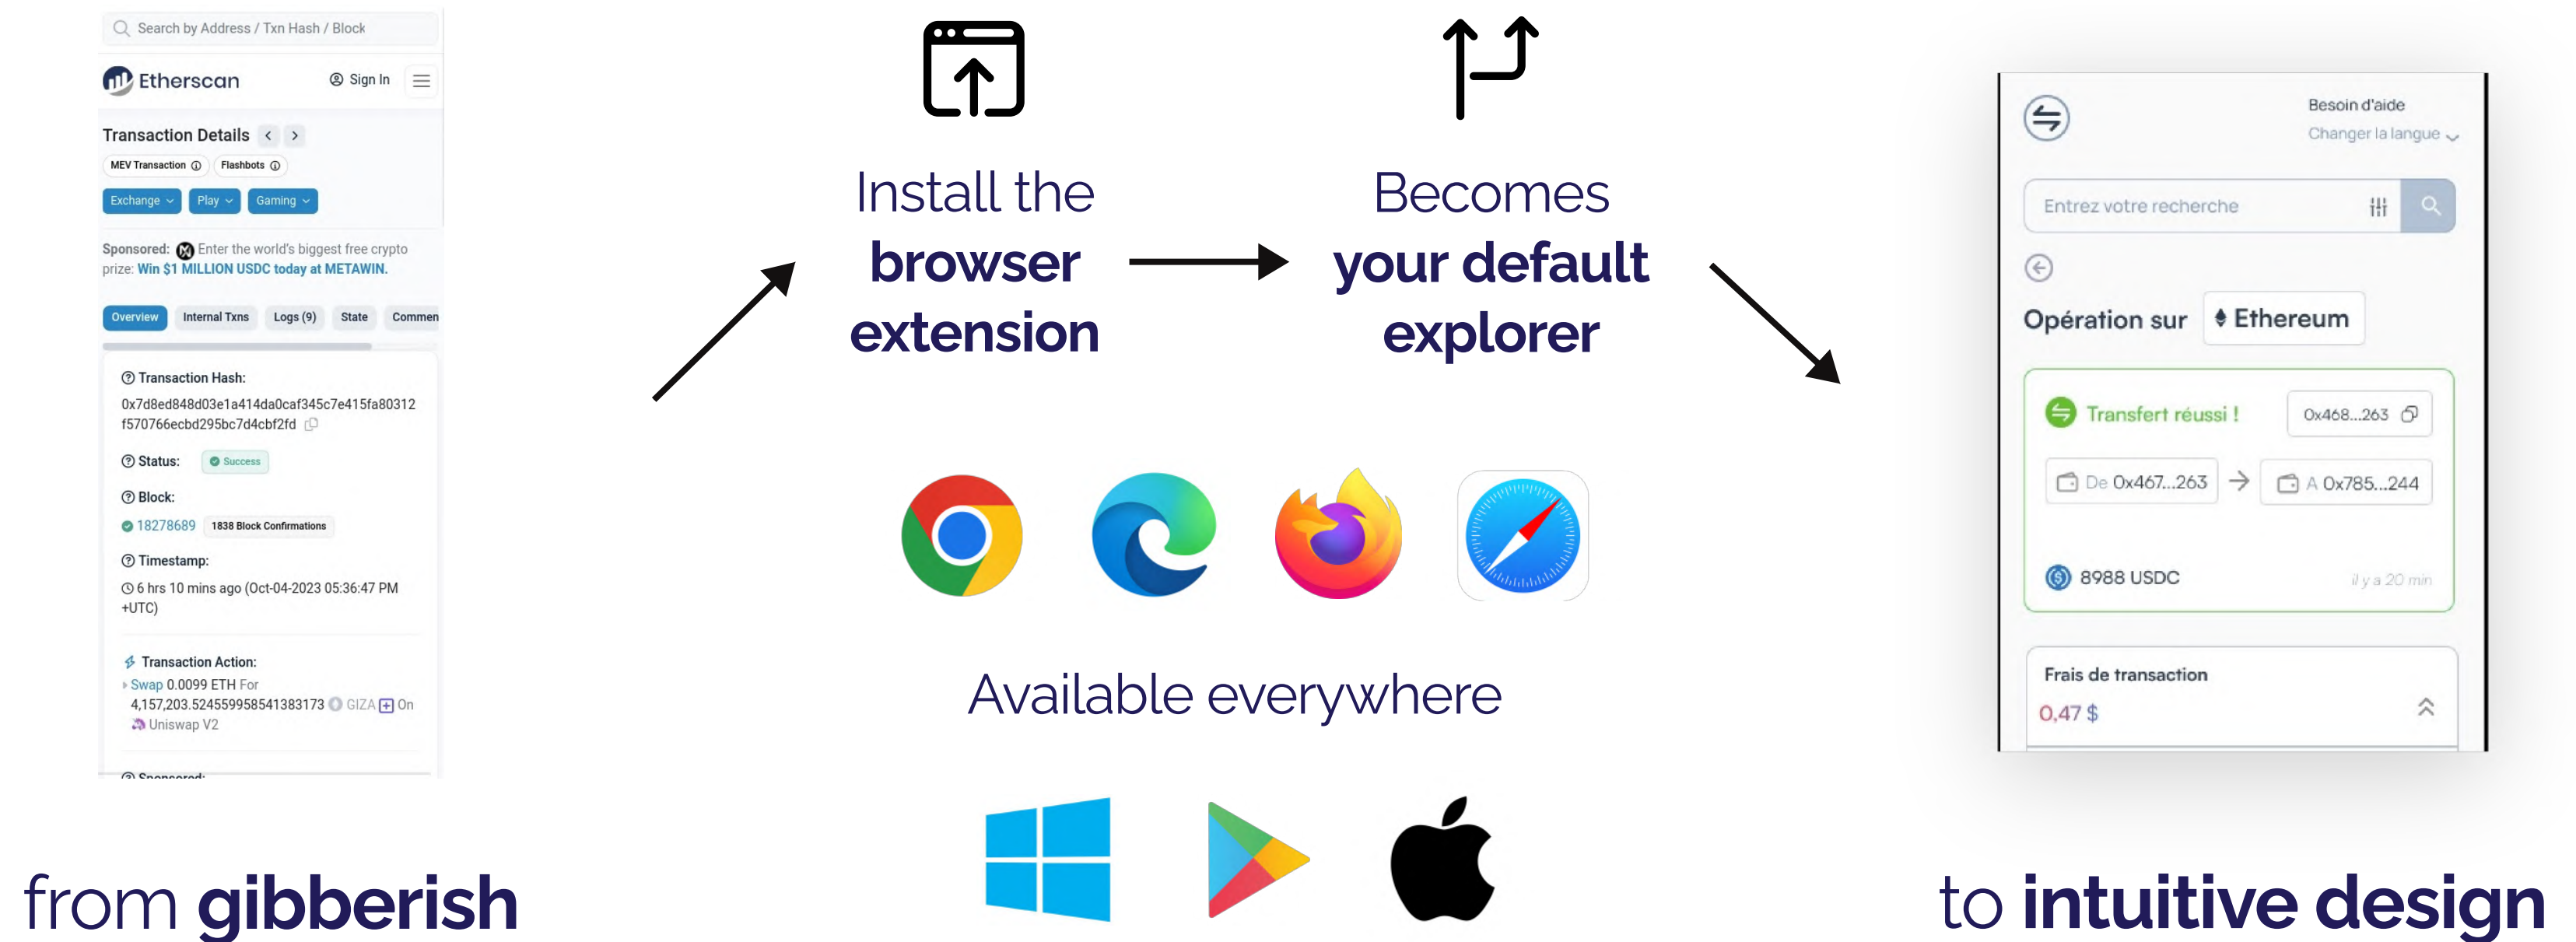 Search by Address / Txn Hash / Block
Etherscan
Sign In
Transaction Details
MEV Transaction
Flashbots
Exchange
Play
Gaming
Sponsored: Enter the world's biggest free crypto
prize: Win $1 MILLION USDC today at METAWIN.
Overview
Internal Txns
Logs (9)
State
Commen
Transaction Hash:
0x7d8ed848d03e1a414da0caf345c7e415fa80312
f570766ecbd295bc7d4cbf2fd
Status:
Success
Block:
18278689
1838 Block Confirmations
Timestamp:
6 hrs 10 mins ago (Oct-04-2023 05:36:47 PM
+UTC)
Transaction Action:
Swap 0.0099 ETH For
4,157,203.524559958541383173 GIZA On
Uniswap V2
Sponsored:
from gibberish
Install the
browser
extension
Becomes
your default
explorer
Available everywhere
Besoin d'aide
Changer la langue
Entrez votre recherche
Opération sur
Ethereum
Transfert réussi !
0x468...263
De 0x467...263
A 0x785...244
8988 USDC
il y a 20 min
Frais de transaction
0,47 $
to intuitive design